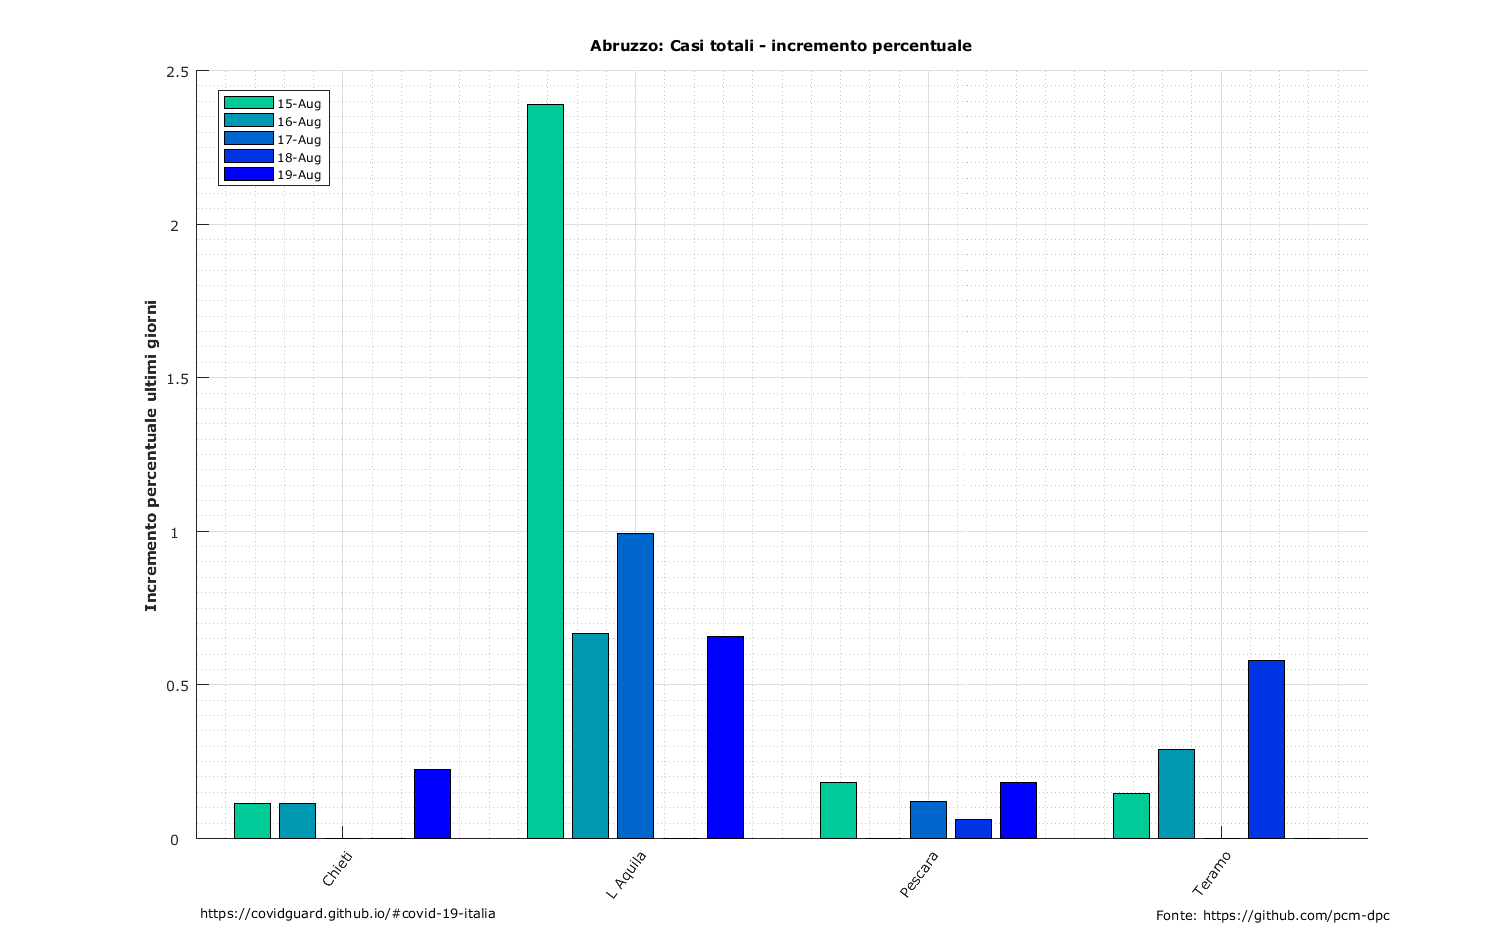 Abruzzo: Casi totali - incremento percentuale
2.5
2
1.5
1
0.5
0
Incremento percentuale ultimi giorni
15-Aug
16-Aug
17-Aug
18-Aug
19-Aug
Chieti
L Aquila
Pescara
Teramo
https://covidguard.github.io/#covid-19-italia
Fonte: https://github.com/pcm-dpc